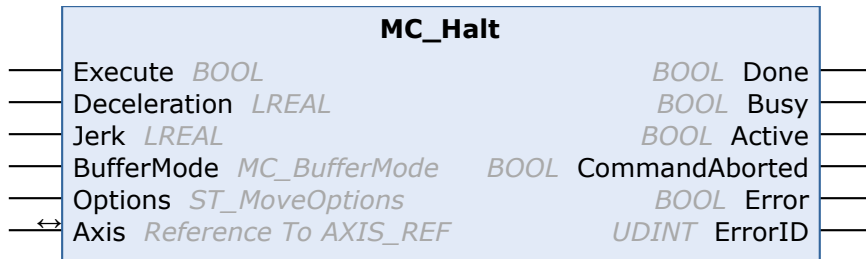 MC_Halt
Execute BOOL BOOL Done
Deceleration LREAL BOOL Busy
Jerk LREAL BOOL Active
BufferMode MC_BufferMode BOOL CommandAborted
Options ST_MoveOptions BOOL Error
↔ Axis Reference To AXIS_REF UDINT ErrorID